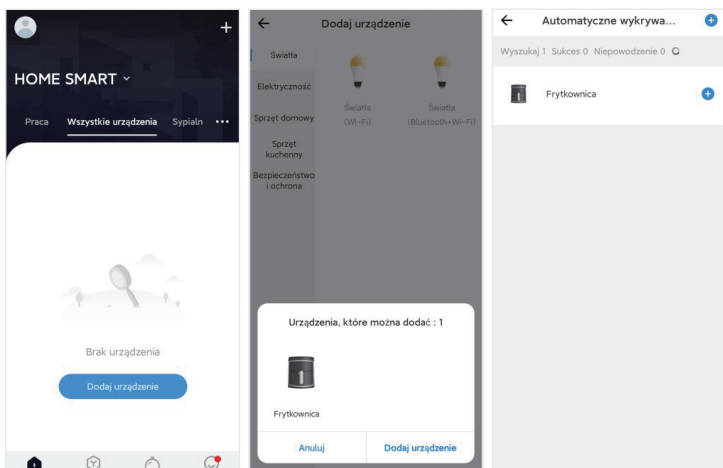 HOME SMART
Praca Wszystkie urządzenia Sypialn
Brak urządzenia
Dodaj urządzenie
Dodaj urządzenie
Światła
Elektryczność
Sprzęt domowy
Sprzęt
kuchenny
Bezpieczeństwo
i ochrona
Światła
(Wi-Fi)
Światła
(Bluetooth+Wi-Fi)
Urządzenia, które można dodać : 1
Frytkownica
Anuluj Dodaj urządzenie
Automatyczne wykrywa...
Wyszukaj 1 Sukces 0 Niepowodzenie 0
Frytkownica